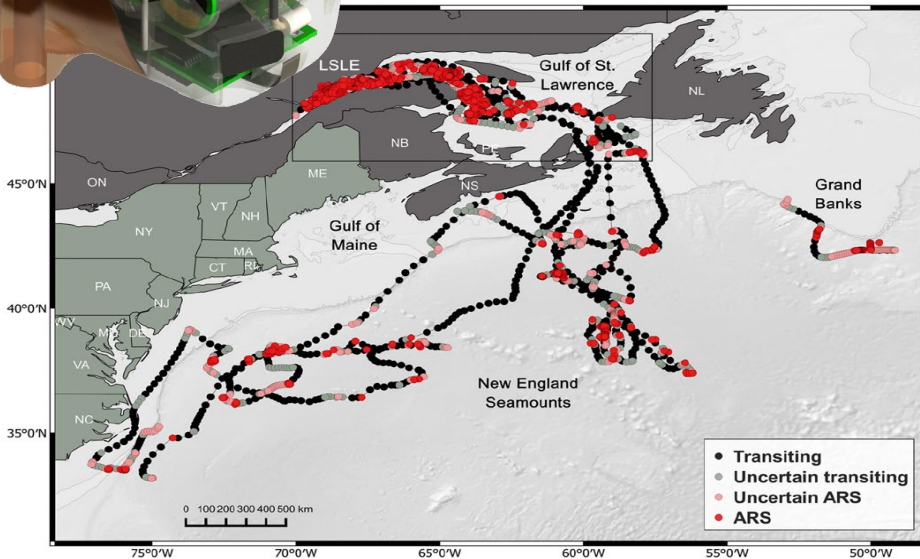 LSLE
Gulf of St.
Lawrence
NL
NB
ME
ON
45°0'N
NS
Grand
Banks
VT
NH
NY
Gulf of
Maine
MA
CT
RI
PA
40°0'N
NJ
WV
DE
VA
New England
Seamounts
NC
35°0'N
Transiting
Uncertain transiting
Uncertain ARS
ARS
0 100 200 300 400 500 km
75°0'W
70°0'W
65°0'W
60°0'W
55°0'W
50°0'W